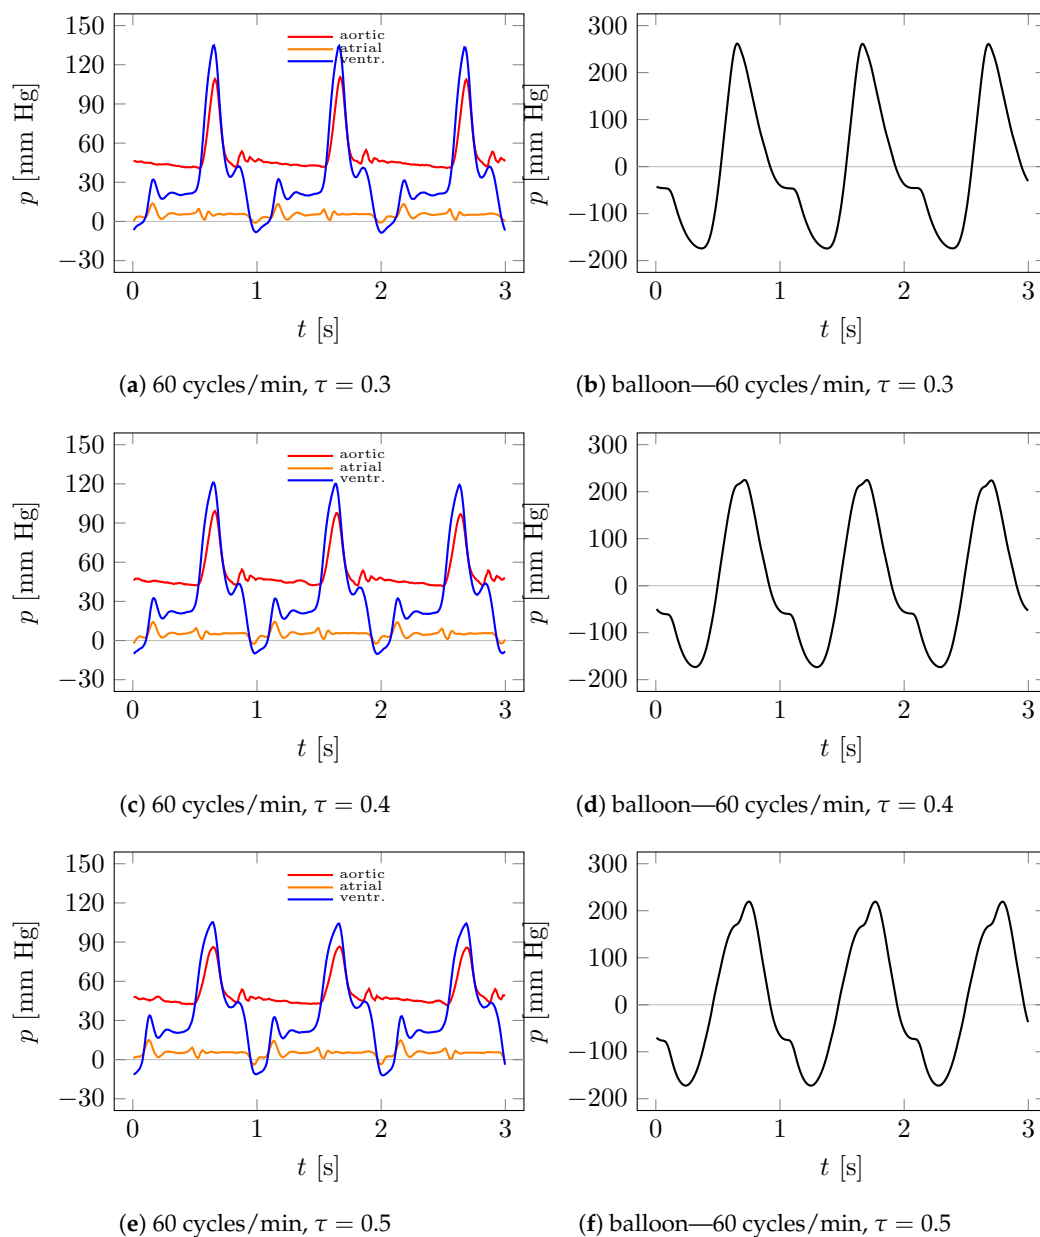 150
120
90
60
30
0
−30
p [mm Hg]
aortic
atrial
ventr.
0 1 2 3
t [s]
(a) 60 cycles/min, τ = 0.3
300
200
100
0
−100
−200
p [mm Hg]
0 1 2 3
t [s]
(b) balloon—60 cycles/min, τ = 0.3
150
120
90
60
30
0
−30
p [mm Hg]
aortic
atrial
ventr.
0 1 2 3
t [s]
(c) 60 cycles/min, τ = 0.4
300
200
100
0
−100
−200
p [mm Hg]
0 1 2 3
t [s]
(d) balloon—60 cycles/min, τ = 0.4
150
120
90
60
30
0
−30
p [mm Hg]
aortic
atrial
ventr.
0 1 2 3
t [s]
(e) 60 cycles/min, τ = 0.5
300
200
100
0
−100
−200
p [mm Hg]
0 1 2 3
t [s]
(f) balloon—60 cycles/min, τ = 0.5